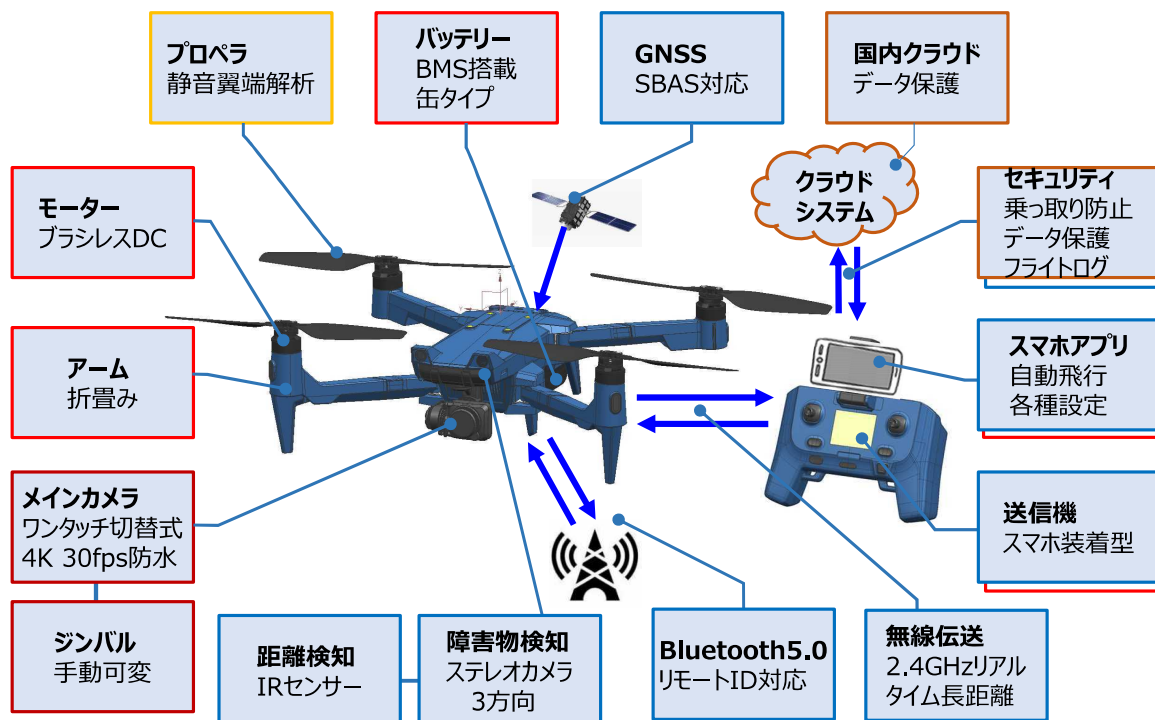 プロペラ
静音翼端解析
バッテリー
BMS搭載
缶タイプ
GNSS
SBAS対応
国内クラウド
データ保護
モーター
ブラシレスDC
クラウド
システム
セキュリティ
乗っ取り防止
データ保護
フライトログ
アーム
折畳み
スマホアプリ
自動飛行
各種設定
メインカメラ
ワンタッチ切替式
4K 30fps防水
送信機
スマホ装着型
ジンバル
手動可変
距離検知
IRセンサー
障害物検知
ステレオカメラ
3方向
Bluetooth5.0
リモートID対応
無線伝送
2.4GHzリアル
タイム長距離